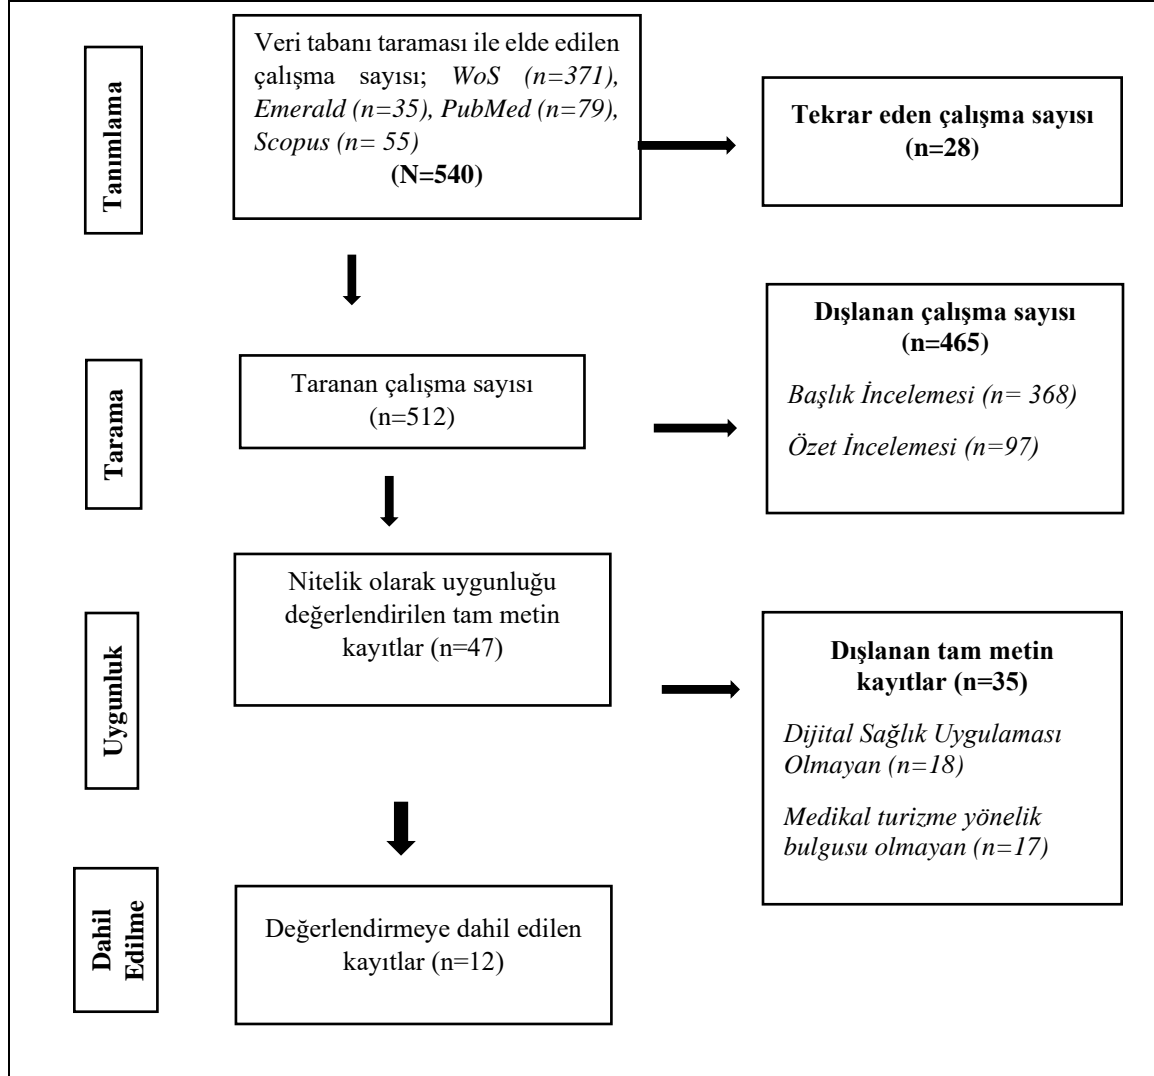 Tanımlama
Veri tabanı taraması ile elde edilen
çalışma sayısı; WoS (n=371),
Emerald (n=35), PubMed (n=79),
Scopus (n= 55)
(N=540)
Tekrar eden çalışma sayısı
(n=28)
Tarama
Taranan çalışma sayısı
(n=512)
Dışlanan çalışma sayısı
(n=465)
Başlık İncelemesi (n= 368)
Özet İncelemesi (n=97)
Uygunluk
Nitelik olarak uygunluğu
değerlendirilen tam metin
kayıtlar (n=47)
Dışlanan tam metin
kayıtlar (n=35)
Dijital Sağlık Uygulaması
Olmayan (n=18)
Medikal turizme yönelik
bulgusu olmayan (n=17)
Dahil
Edilme
Değerlendirmeye dahil edilen
kayıtlar (n=12)